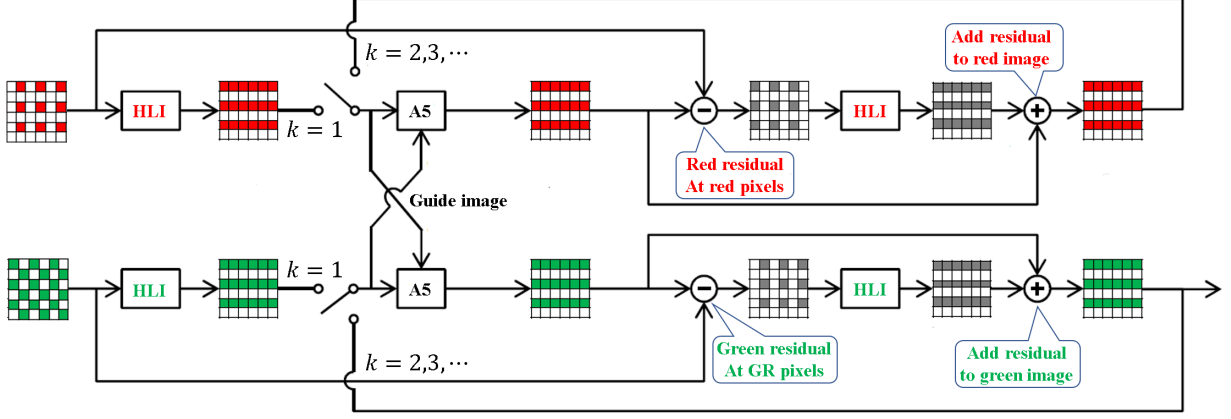 k = 2,3,⋯
Add residual
to red image
HLI
k = 1
A5
−
HLI
+
Red residual
At red pixels
Guide image
HLI
k = 1
A5
−
HLI
+
k = 2,3,⋯
Green residual
At GR pixels
Add residual
to green image